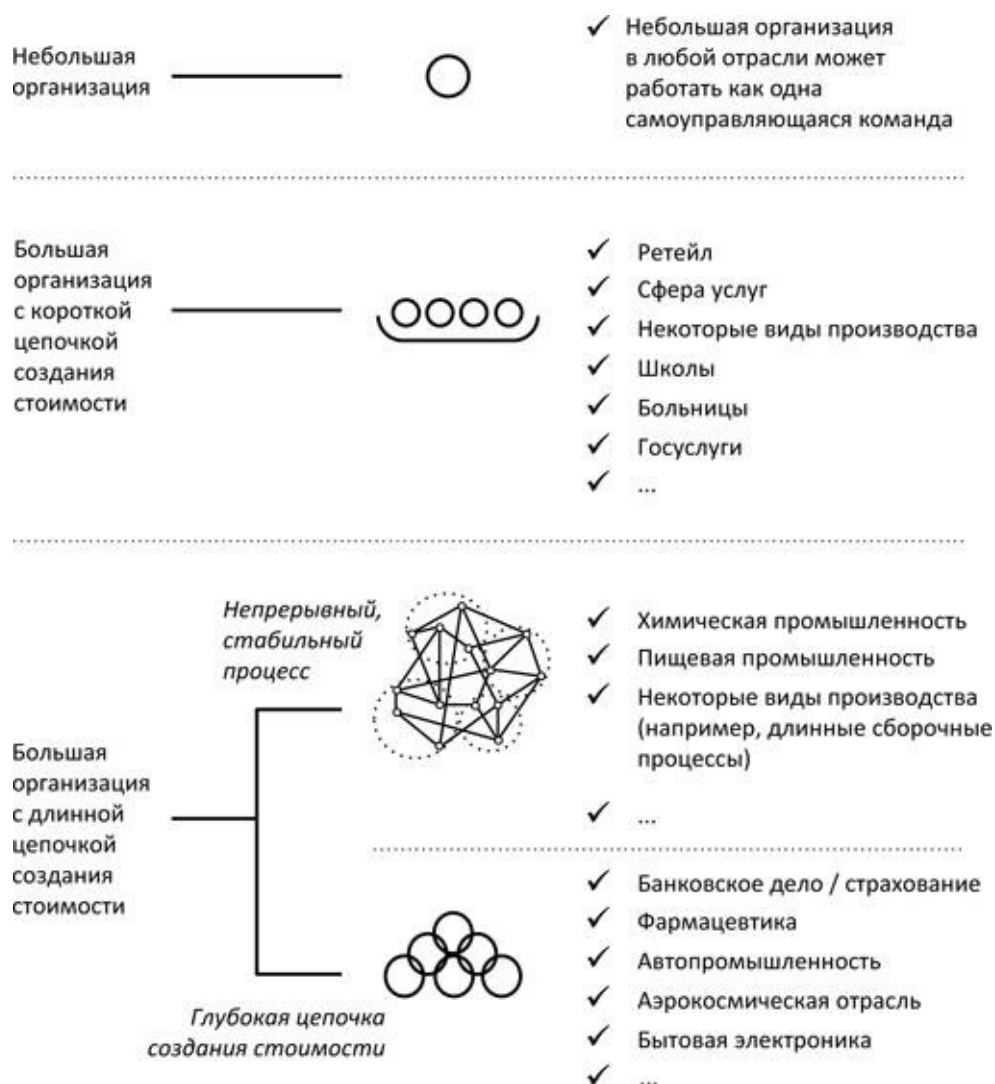 Небольшая
организация
✓ Небольшая организация
в любой отрасли может
работать как одна
самоуправляющаяся команда
Большая
организация
с короткой
цепочкой
создания
стоимости
✓ Ретейл
✓ Сфера услуг
✓ Некоторые виды производства
✓ Школы
✓ Больницы
✓ Госуслуги
✓ ...
Большая
организация
с длинной
цепочкой
создания
стоимости
Непрерывный,
стабильный
процесс
✓ Химическая промышленность
✓ Пищевая промышленность
✓ Некоторые виды производства
(например, длинные сборочные
процессы)
✓ ...
Глубокая цепочка
создания стоимости
✓ Банковское дело / страхование
✓ Фармацевтика
✓ Автопромышленность
✓ Аэрокосмическая отрасль
✓ Бытовая электроника
✓ ...